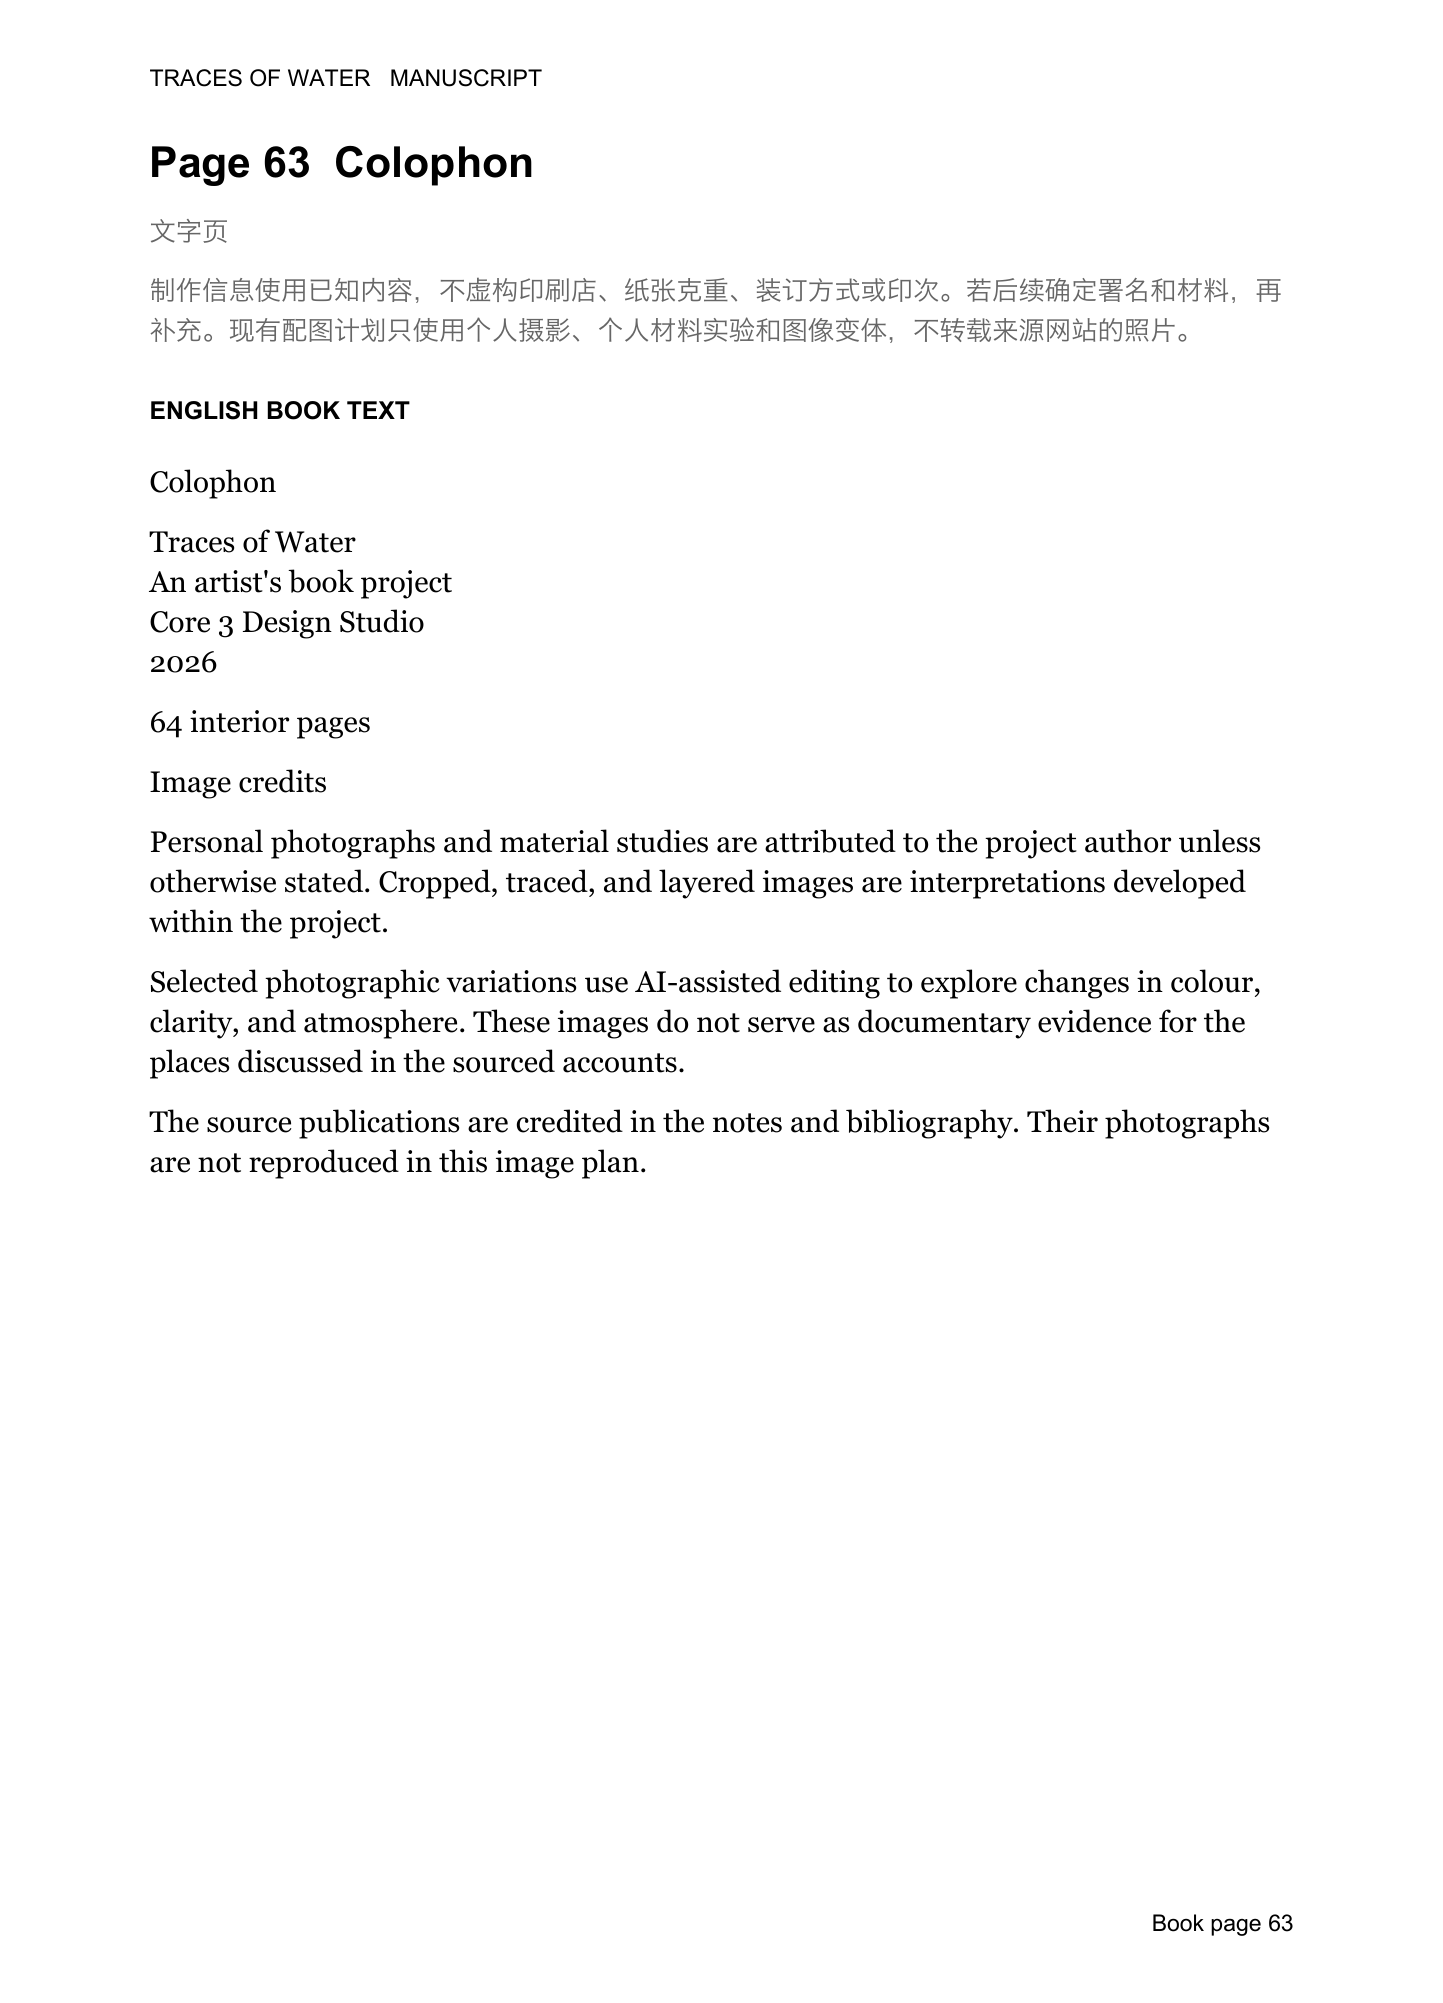 TRACES OF WATER   MANUSCRIPT
Page 63  Colophon
文字页
制作信息使用已知内容，不虚构印刷店、纸张克重、装订方式或印次。若后续确定署名和材料，再
补充。现有配图计划只使用个人摄影、个人材料实验和图像变体，不转载来源网站的照片。
ENGLISH BOOK TEXT
Colophon
Traces of Water
An artist's book project
Core 3 Design Studio
2026
64 interior pages
Image credits
Personal photographs and material studies are attributed to the project author unless
otherwise stated. Cropped, traced, and layered images are interpretations developed
within the project.
Selected photographic variations use AI-assisted editing to explore changes in colour,
clarity, and atmosphere. These images do not serve as documentary evidence for the
places discussed in the sourced accounts.
The source publications are credited in the notes and bibliography. Their photographs
are not reproduced in this image plan.
Book page 63